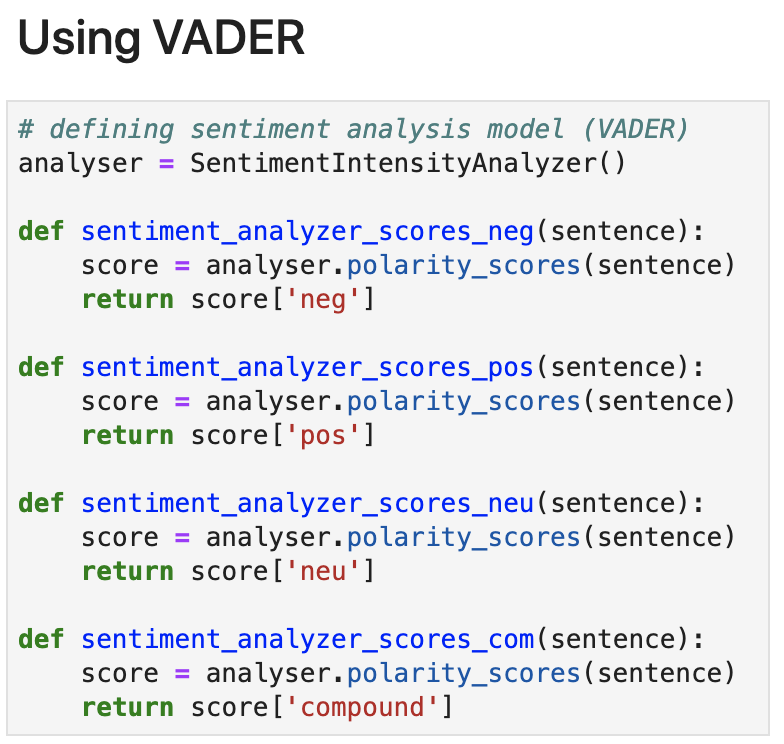 Using VADER
# defining sentiment analysis model (VADER)
analyser = SentimentIntensityAnalyzer()
def sentiment_analyzer_scores_neg(sentence):
    score = analyser.polarity_scores(sentence)
    return score['neg']
def sentiment_analyzer_scores_pos(sentence):
    score = analyser.polarity_scores(sentence)
    return score['pos']
def sentiment_analyzer_scores_neu(sentence):
    score = analyser.polarity_scores(sentence)
    return score['neu']
def sentiment_analyzer_scores_com(sentence):
    score = analyser.polarity_scores(sentence)
    return score['compound']